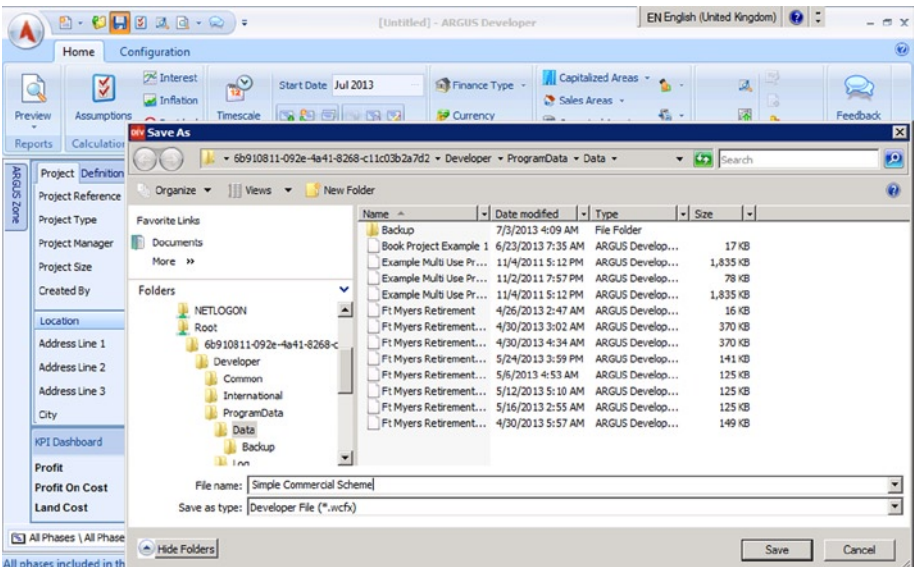 [Untitled] - ARGUS Developer
EN English (United Kingdom)
Home Configuration
Interest
Inflation
Start Date Jul 2013
Finance Type
Currency
Capitalized Areas
Sales Areas
Preview
Assumptions
Timescale
Feedback
Reports
Calculation
ARGUS Zone
Project Definition
Project Reference
Project Type
Project Manager
Project Size
Created By
Location
Address Line 1
Address Line 2
Address Line 3
City
KPI Dashboard
Profit
Profit On Cost
Land Cost
All Phases \ All Phase
All phases included in th
Save As
6b910811-092e-4a41-8268-c11c03b2a7d2 Developer ProgramData Data
Search
Organize Views New Folder
Favorite Links
Documents
More »
Folders
NETLOGON
Root
6b910811-092e-4a41-8268-c
Developer
Common
International
ProgramData
Data
Backup
Log
Name Date modified Type Size
Backup 7/3/2013 4:09 AM File Folder
Book Project Example 1 6/23/2013 7:35 AM ARGUS Develop... 17 KB
Example Multi Use Pr... 11/4/2011 5:12 PM ARGUS Develop... 1,835 KB
Example Multi Use Pr... 11/2/2011 7:57 PM ARGUS Develop... 78 KB
Example Multi Use Pr... 11/4/2011 5:12 PM ARGUS Develop... 1,835 KB
Ft Myers Retirement 4/26/2013 2:47 AM ARGUS Develop... 16 KB
Ft Myers Retirement... 4/30/2013 3:02 AM ARGUS Develop... 370 KB
Ft Myers Retirement... 4/30/2013 4:34 AM ARGUS Develop... 370 KB
Ft Myers Retirement... 5/24/2013 3:59 PM ARGUS Develop... 141 KB
Ft Myers Retirement... 5/6/2013 4:53 AM ARGUS Develop... 125 KB
Ft Myers Retirement... 5/12/2013 5:10 AM ARGUS Develop... 125 KB
Ft Myers Retirement... 5/16/2013 2:55 AM ARGUS Develop... 125 KB
Ft Myers Retirement... 4/30/2013 5:57 AM ARGUS Develop... 149 KB
File name: Simple Commercial Scheme
Save as type: Developer File (*.wcfx)
Hide Folders
Save Cancel